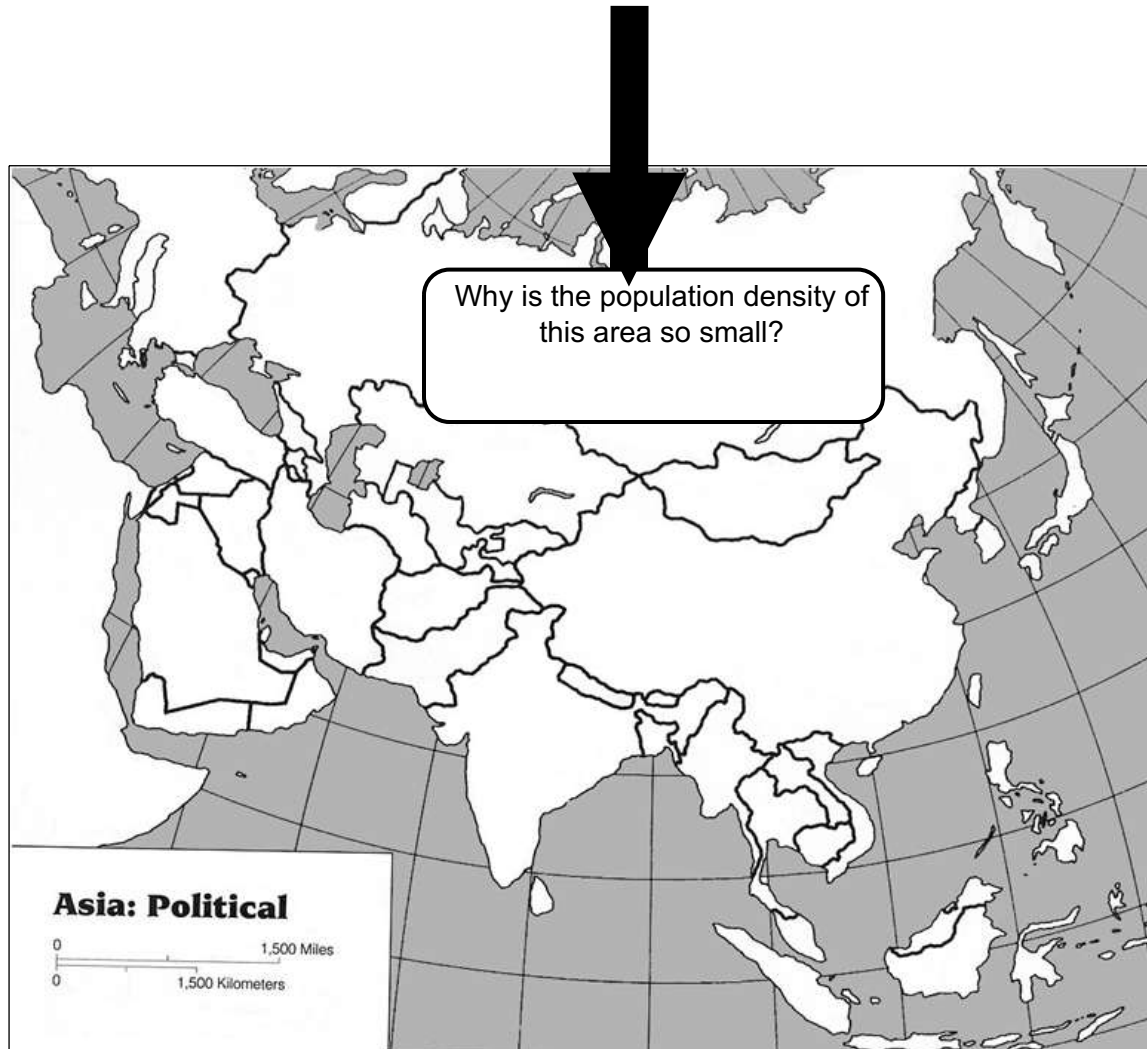 Why is the population density of
this area so small?
Asia: Political
0 1,500 Miles
0 1,500 Kilometers